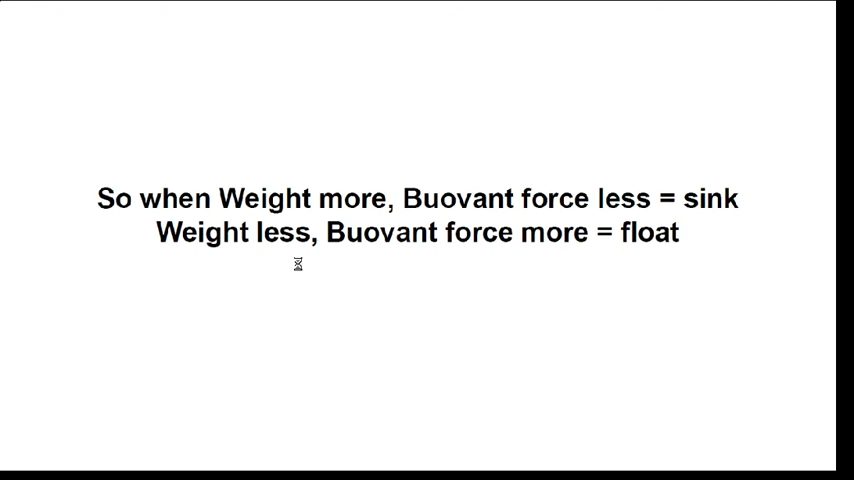 So when Weight more, Buovant force less = sink
Weight less, Buovant force more = float